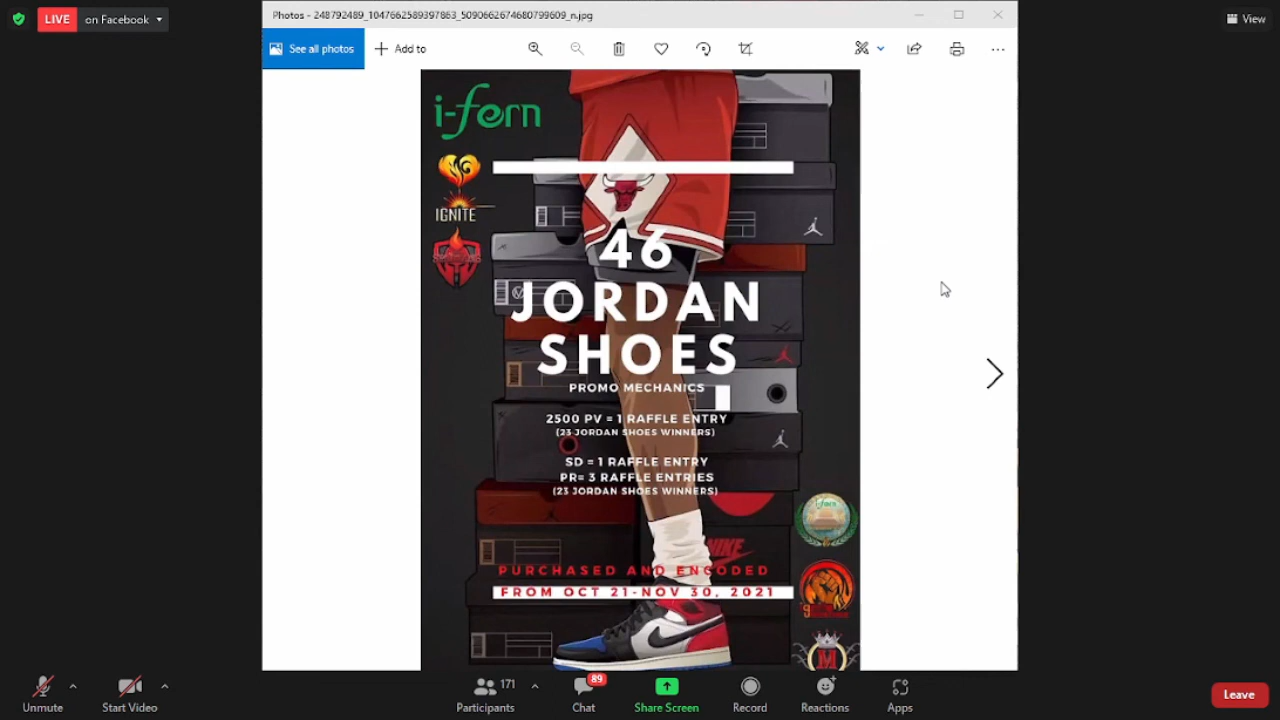 LIVE on Facebook
View
Photos - 248792489_1047662589397863_5090662674680799609_n.jpg
See all photos
Add to
i-fern
IGNITE
46
JORDAN
SHOES
PROMO MECHANICS
2500 PV = 1 RAFFLE ENTRY
(23 JORDAN SHOES WINNERS)
SD = 1 RAFFLE ENTRY
PR= 3 RAFFLE ENTRIES
(23 JORDAN SHOES WINNERS)
NIKE
PURCHASED AND ENCODED
FROM OCT 21-NOV 30, 2021
M
Unmute
Start Video
171
Participants
89
Chat
Share Screen
Record
Reactions
Apps
Leave